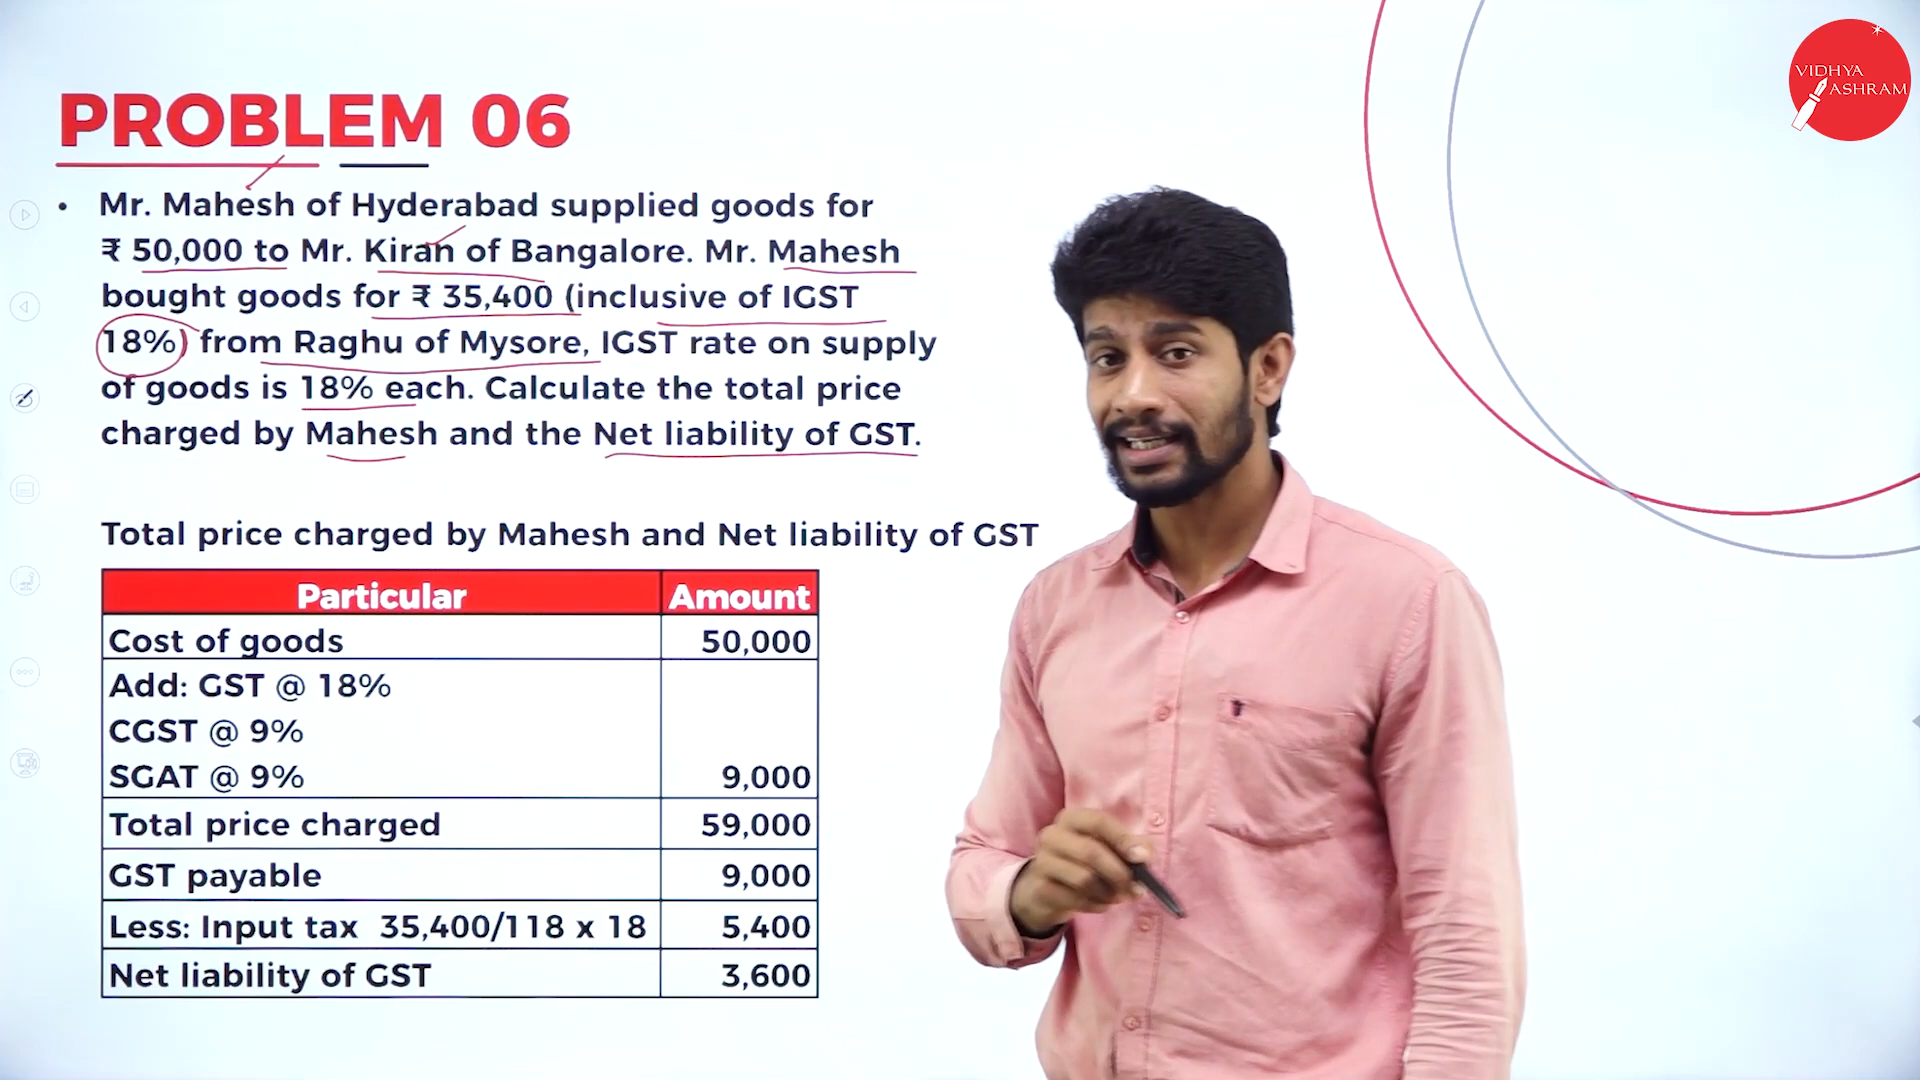 VIDHYA
ASHRAM
PROBLEM 06
• Mr. Mahesh of Hyderabad supplied goods for
₹ 50,000 to Mr. Kiran of Bangalore. Mr. Mahesh
bought goods for ₹ 35,400 (inclusive of IGST
18%) from Raghu of Mysore, IGST rate on supply
of goods is 18% each. Calculate the total price
charged by Mahesh and the Net liability of GST.
Total price charged by Mahesh and Net liability of GST
Particular Amount
Cost of goods 50,000
Add: GST @ 18%
CGST @ 9%
SGAT @ 9% 9,000
Total price charged 59,000
GST payable 9,000
Less: Input tax 35,400/118 x 18 5,400
Net liability of GST 3,600